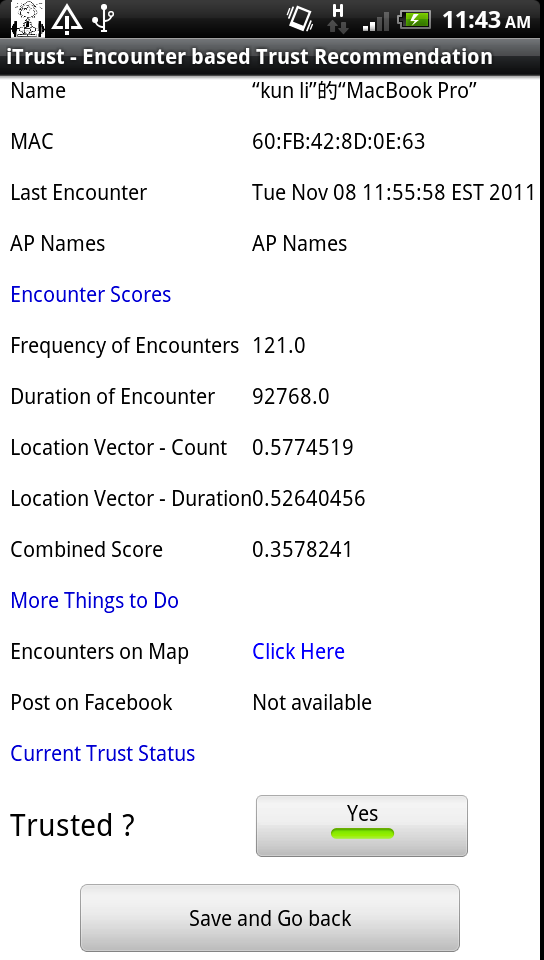 H
11:43 AM
iTrust - Encounter based Trust Recommendation
Name “kun li”的“MacBook Pro”
MAC 60:FB:42:8D:0E:63
Last Encounter Tue Nov 08 11:55:58 EST 2011
AP Names AP Names
Encounter Scores
Frequency of Encounters 121.0
Duration of Encounter 92768.0
Location Vector - Count 0.5774519
Location Vector - Duration 0.52640456
Combined Score 0.3578241
More Things to Do
Encounters on Map Click Here
Post on Facebook Not available
Current Trust Status
Trusted ? Yes
Save and Go back